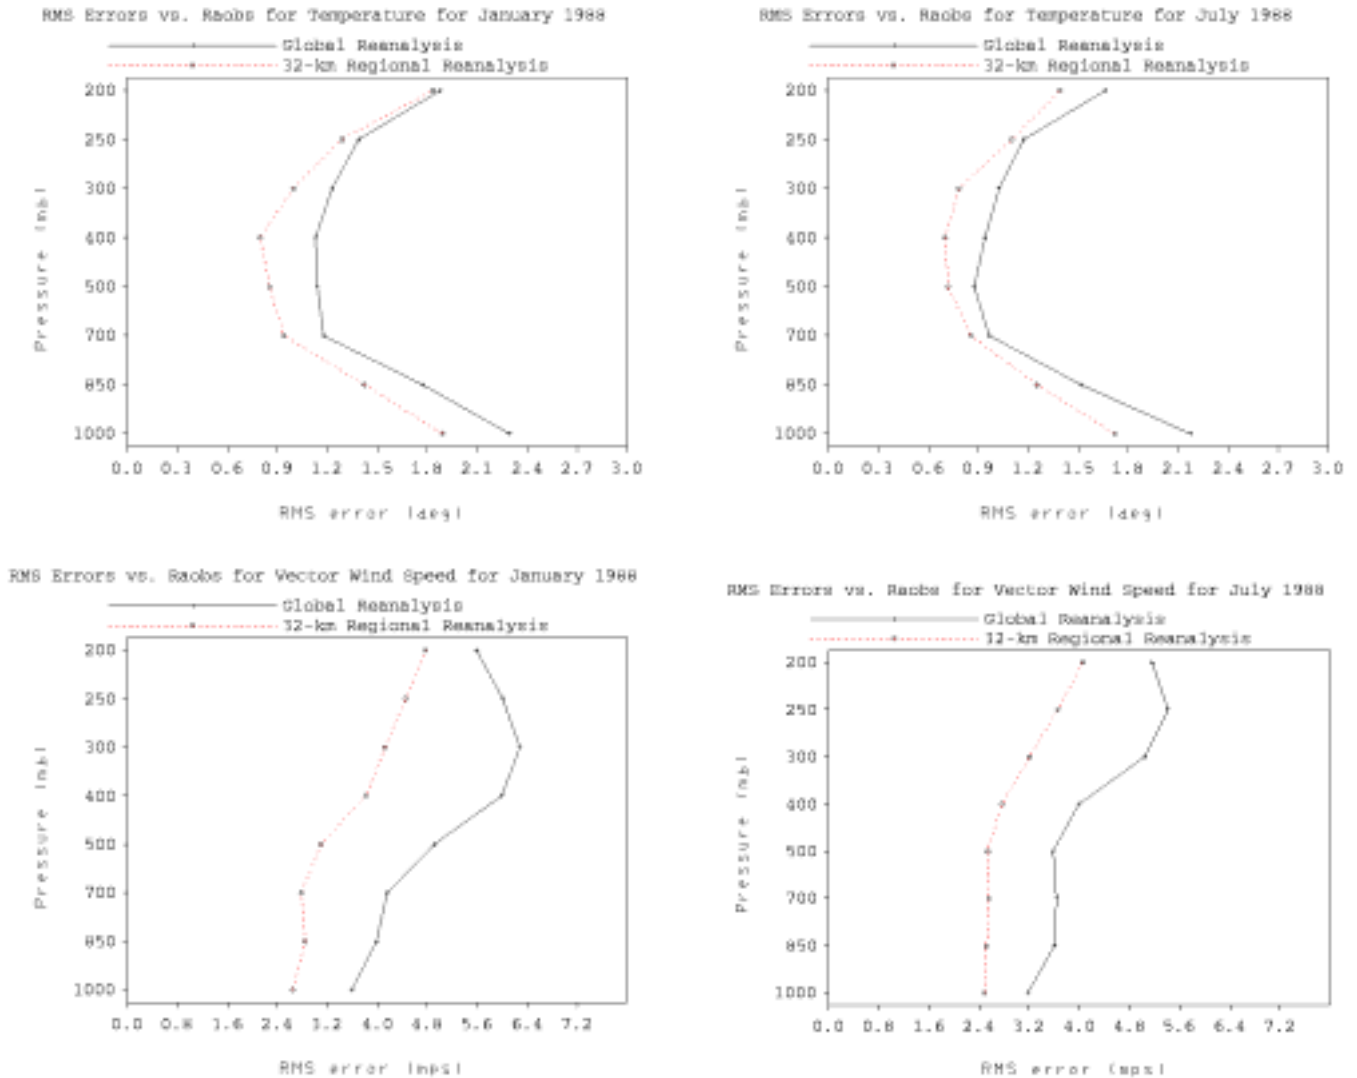 RMS Errors vs. Raobs for Temperature for January 1988
Global Reanalysis
32-km Regional Reanalysis
200
250
300
400
500
700
850
1000
Pressure (mb)
0.0 0.3 0.6 0.9 1.2 1.5 1.8 2.1 2.4 2.7 3.0
RMS error (deg)
RMS Errors vs. Raobs for Temperature for July 1988
Global Reanalysis
32-km Regional Reanalysis
200
250
300
400
500
700
850
1000
Pressure (mb)
0.0 0.3 0.6 0.9 1.2 1.5 1.8 2.1 2.4 2.7 3.0
RMS error (deg)
RMS Errors vs. Raobs for Vector Wind Speed for January 1988
Global Reanalysis
32-km Regional Reanalysis
200
250
300
400
500
700
850
1000
Pressure (mb)
0.0 0.8 1.6 2.4 3.2 4.0 4.8 5.6 6.4 7.2
RMS error (mps)
RMS Errors vs. Raobs for Vector Wind Speed for July 1988
Global Reanalysis
32-km Regional Reanalysis
200
250
300
400
500
700
850
1000
Pressure (mb)
0.0 0.8 1.6 2.4 3.2 4.0 4.8 5.6 6.4 7.2
RMS error (mps)